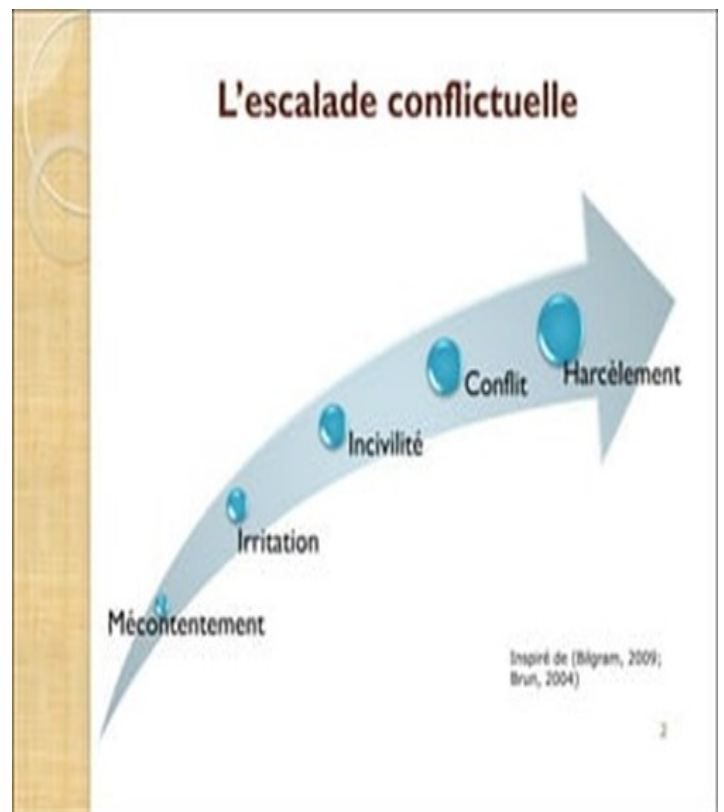 L'escalade conflictuelle
Harcèlement
Conflit
Incivilité
Irritation
Mécontentement
Inspiré de (Bilgram, 2009;
Brun, 2004)
2